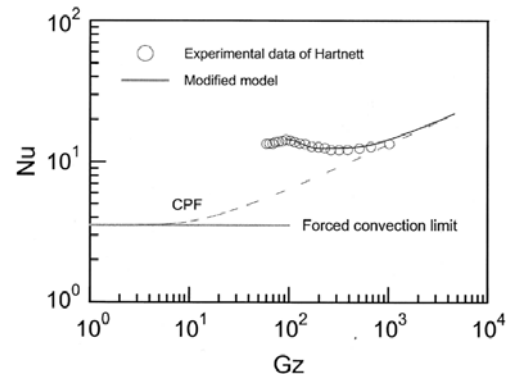 10²
Experimental data of Hartnett
Modified model
Nu
10¹
CPF
Forced convection limit
10⁰
10⁰ 10¹ 10² 10³ 10⁴
Gz